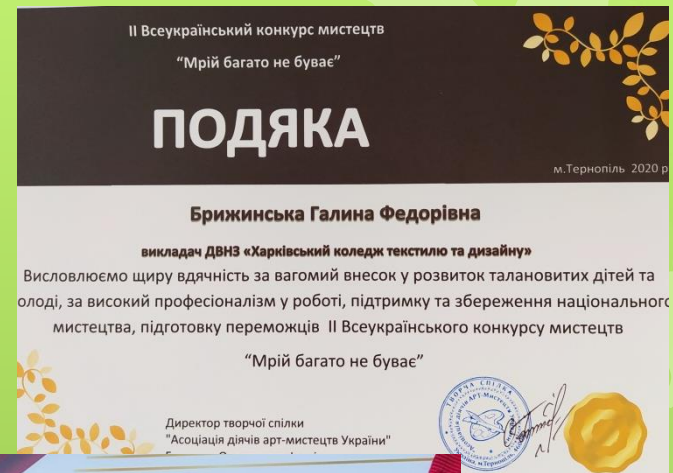 ІІ Всеукраїнський конкурс мистецтв
“Мрій багато не буває”
ПОДЯКА
м.Тернопіль 2020 р
Брижинська Галина Федорівна
викладач ДВНЗ «Харківський коледж текстилю та дизайну»
Висловлюємо щиру вдячність за вагомий внесок у розвиток талановитих дітей та
олоді, за високий професіоналізм у роботі, підтримку та збереження національног
мистецтва, підготовку переможців ІІ Всеукраїнського конкурсу мистецтв
“Мрій багато не буває”
Директор творчої спілки
"Асоціація діячів арт-мистецтв України"
ТВОРЧА СПІЛКА